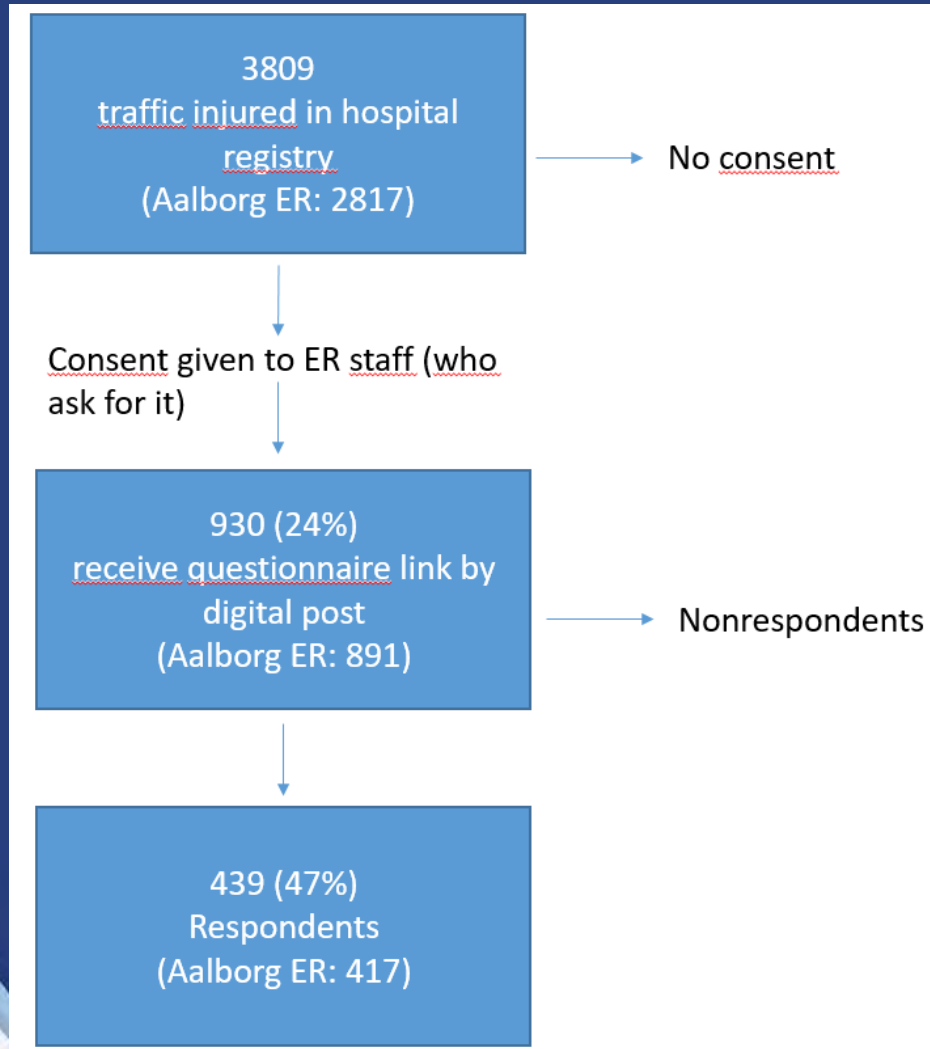 3809
traffic injured in hospital
registry
(Aalborg ER: 2817)
No consent
Consent given to ER staff (who
ask for it)
930 (24%)
receive questionnaire link by
digital post
(Aalborg ER: 891)
Nonrespondents
439 (47%)
Respondents
(Aalborg ER: 417)